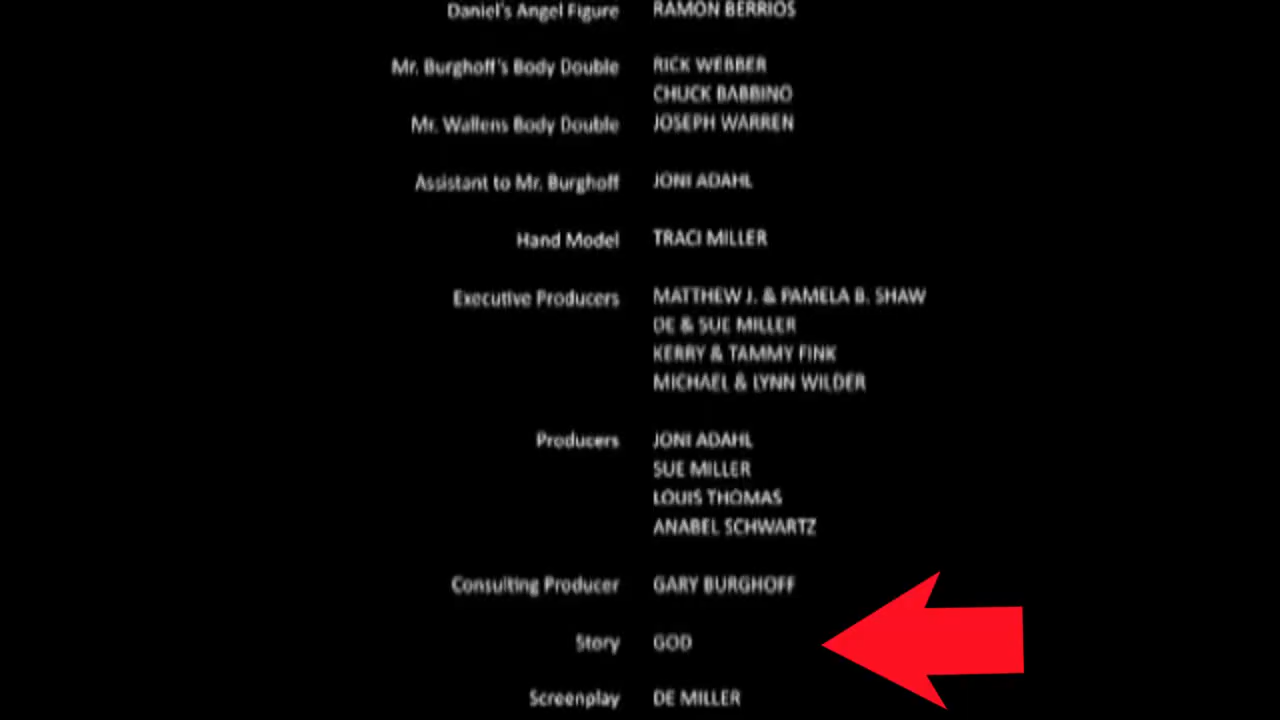 Daniel's Angel Figure RAMON BERRIOS
Mr. Burghoff's Body Double RICK WEBBER
CHUCK BABBINO
Mr. Wallens Body Double JOSEPH WARREN
Assistant to Mr. Burghoff JONI ADAHL
Hand Model TRACI MILLER
Executive Producers MATTHEW J. & PAMELA B. SHAW
DE & SUE MILLER
KERRY & TAMMY FINK
MICHAEL & LYNN WILDER
Producers JONI ADAHL
SUE MILLER
LOUIS THOMAS
ANABEL SCHWARTZ
Consulting Producer GARY BURGHOFF
Story GOD
Screenplay DE MILLER